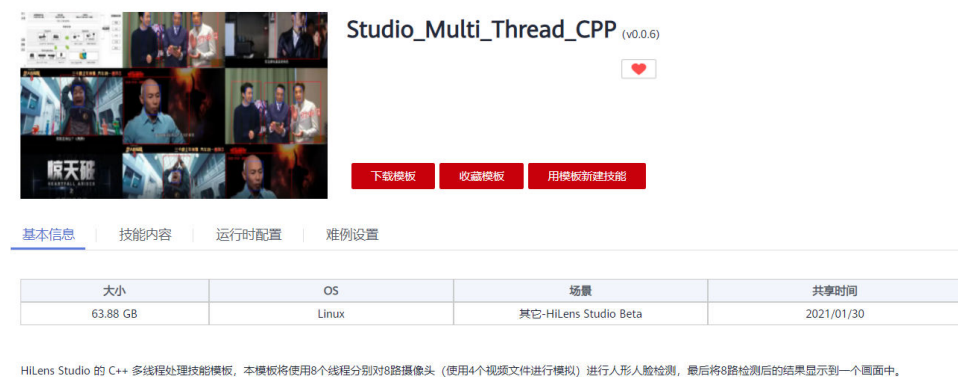 Studio_Multi_Thread_CPP (v0.0.6)
惊天破
下载模板 收藏模板 用模板新建技能
基本信息 技能内容 运行时配置 难例设置
大小 OS 场景 共享时间
63.88 GB Linux 其它-HiLens Studio Beta 2021/01/30
HiLens Studio 的 C++ 多线程处理技能模板，本模板将使用8个线程分别对8路摄像头（使用4个视频文件进行模拟）进行人形人脸检测，最后将8路检测后的结果显示到一个画面中。